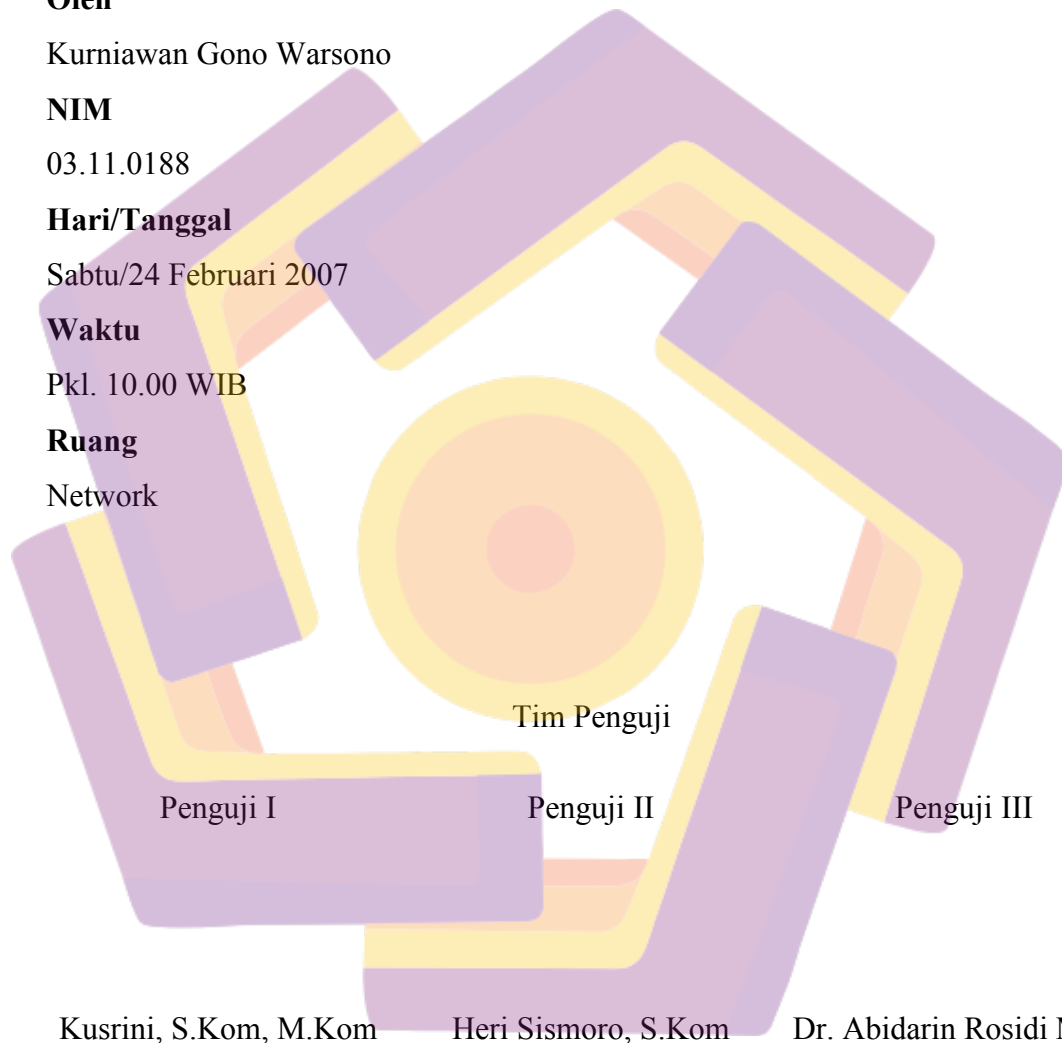 Oleh
Kurniawan Gono Warsono
NIM
03.11.0188
Hari/Tanggal
Sabtu/24 Februari 2007
Waktu
Pkl. 10.00 WIB
Ruang
Network
Tim Penguji
Penguji I Penguji II Penguji III
Kusrini, S.Kom, M.Kom Heri Sismoro, S.Kom Dr. Abidarin Rosidi